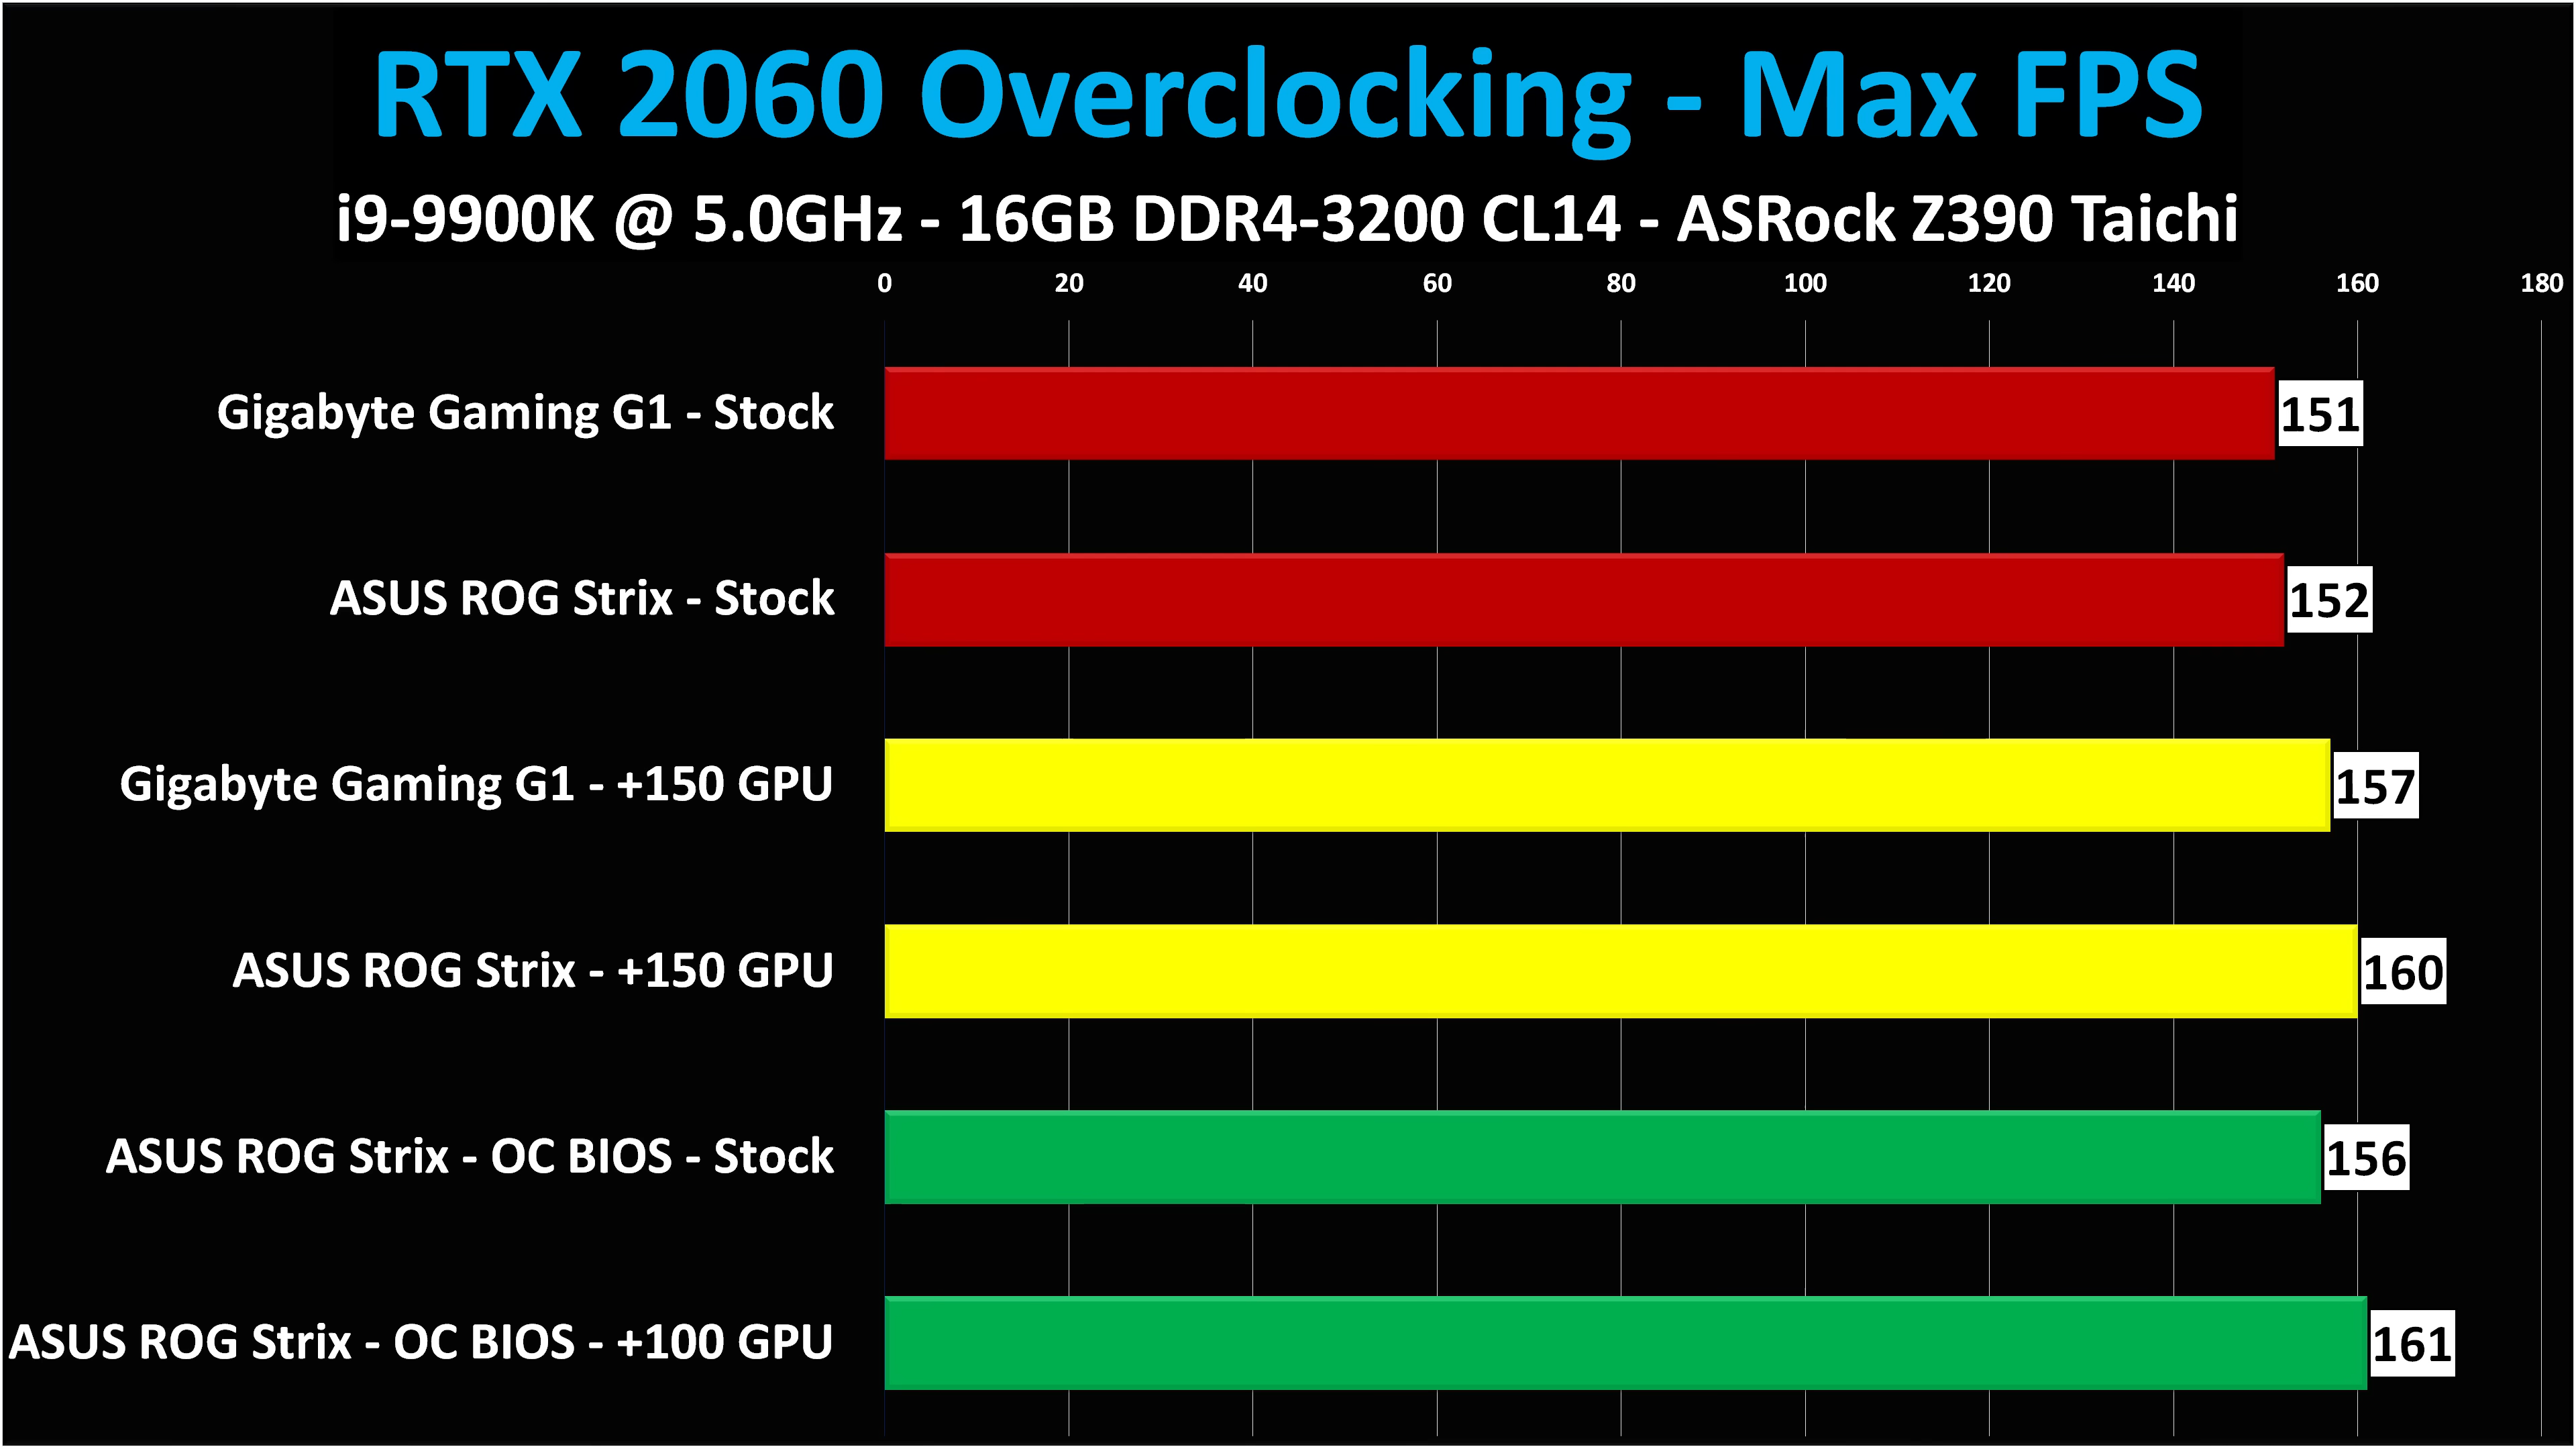 RTX 2060 Overclocking - Max FPS
i9-9900K @ 5.0GHz - 16GB DDR4-3200 CL14 - ASRock Z390 Taichi
0 20 40 60 80 100 120 140 160 180
Gigabyte Gaming G1 - Stock 151
ASUS ROG Strix - Stock 152
Gigabyte Gaming G1 - +150 GPU 157
ASUS ROG Strix - +150 GPU 160
ASUS ROG Strix - OC BIOS - Stock 156
ASUS ROG Strix - OC BIOS - +100 GPU 161